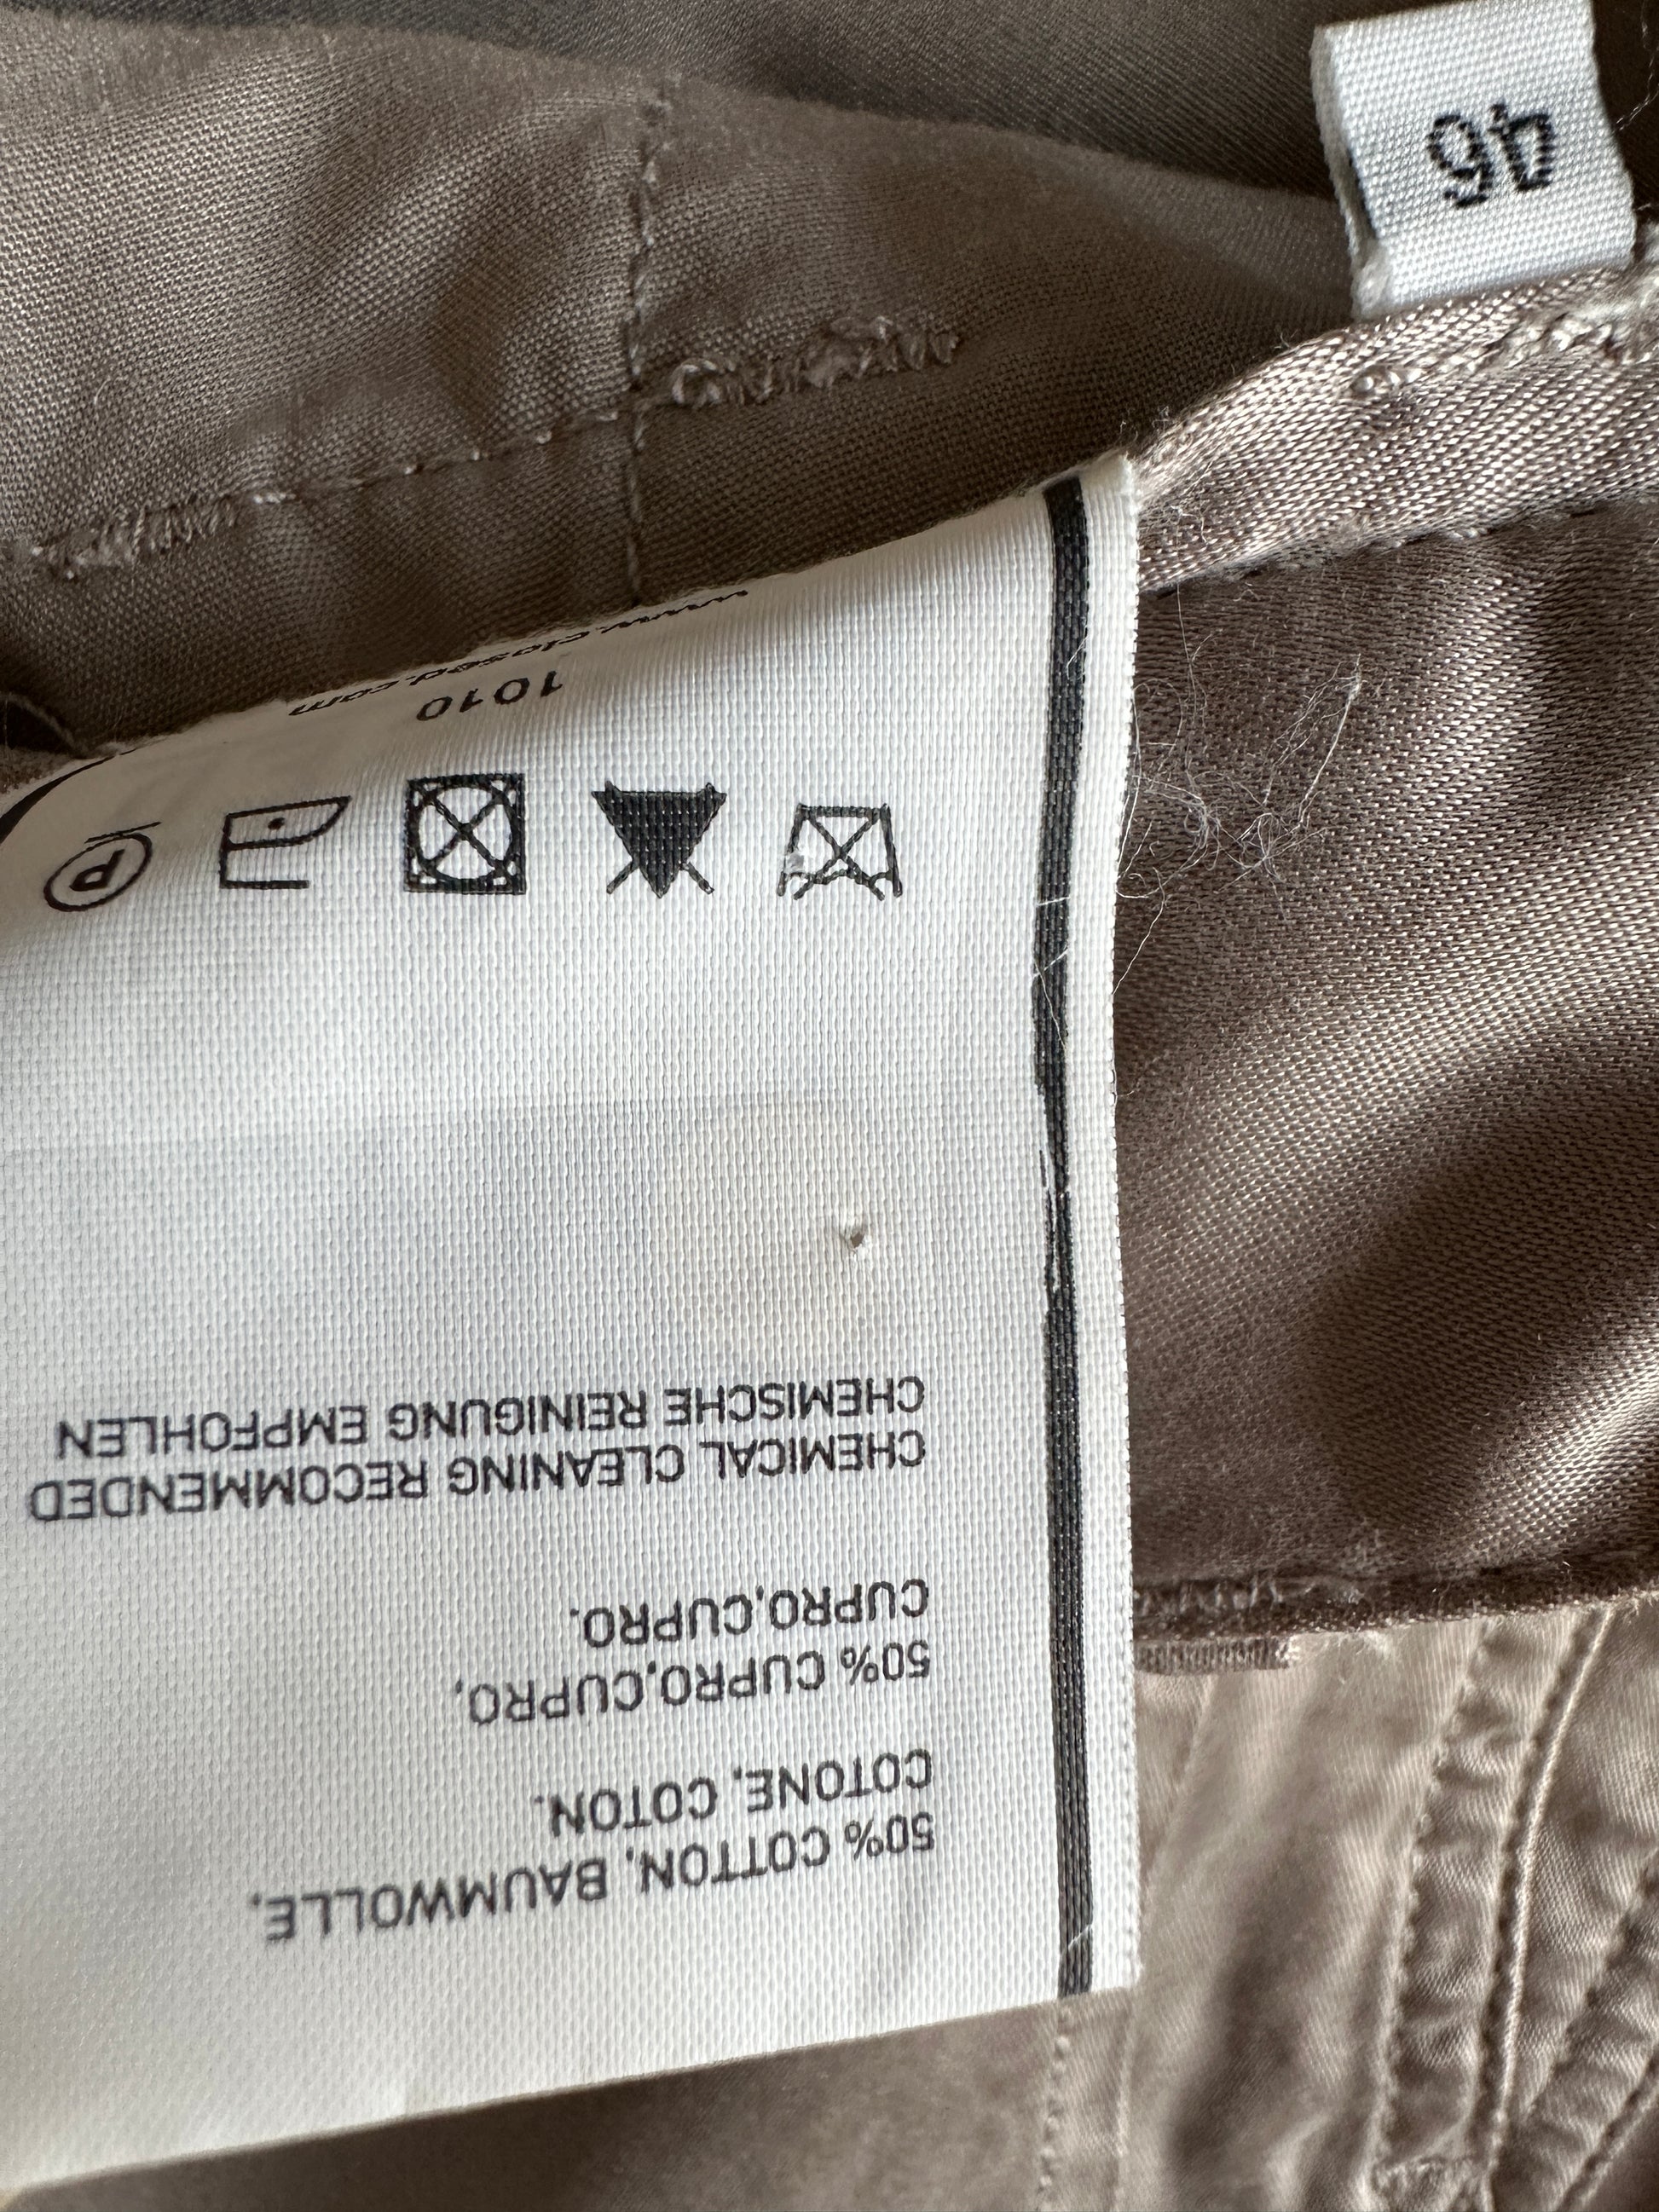 50% COTTON, BAUMWOLLE,
COTONE, COTON.
50% CUPRO,CUPRO,
CUPRO,CUPRO.
CHEMICAL CLEANING RECOMMENDED
CHEMISCHE REINIGUNG EMPFOHLEN
P
1010
www.closed.com
46